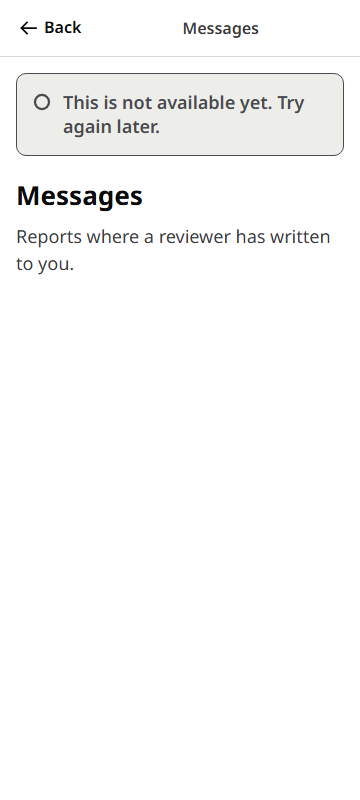 Back
Messages
This is not available yet. Try
again later.
Messages
Reports where a reviewer has written
to you.